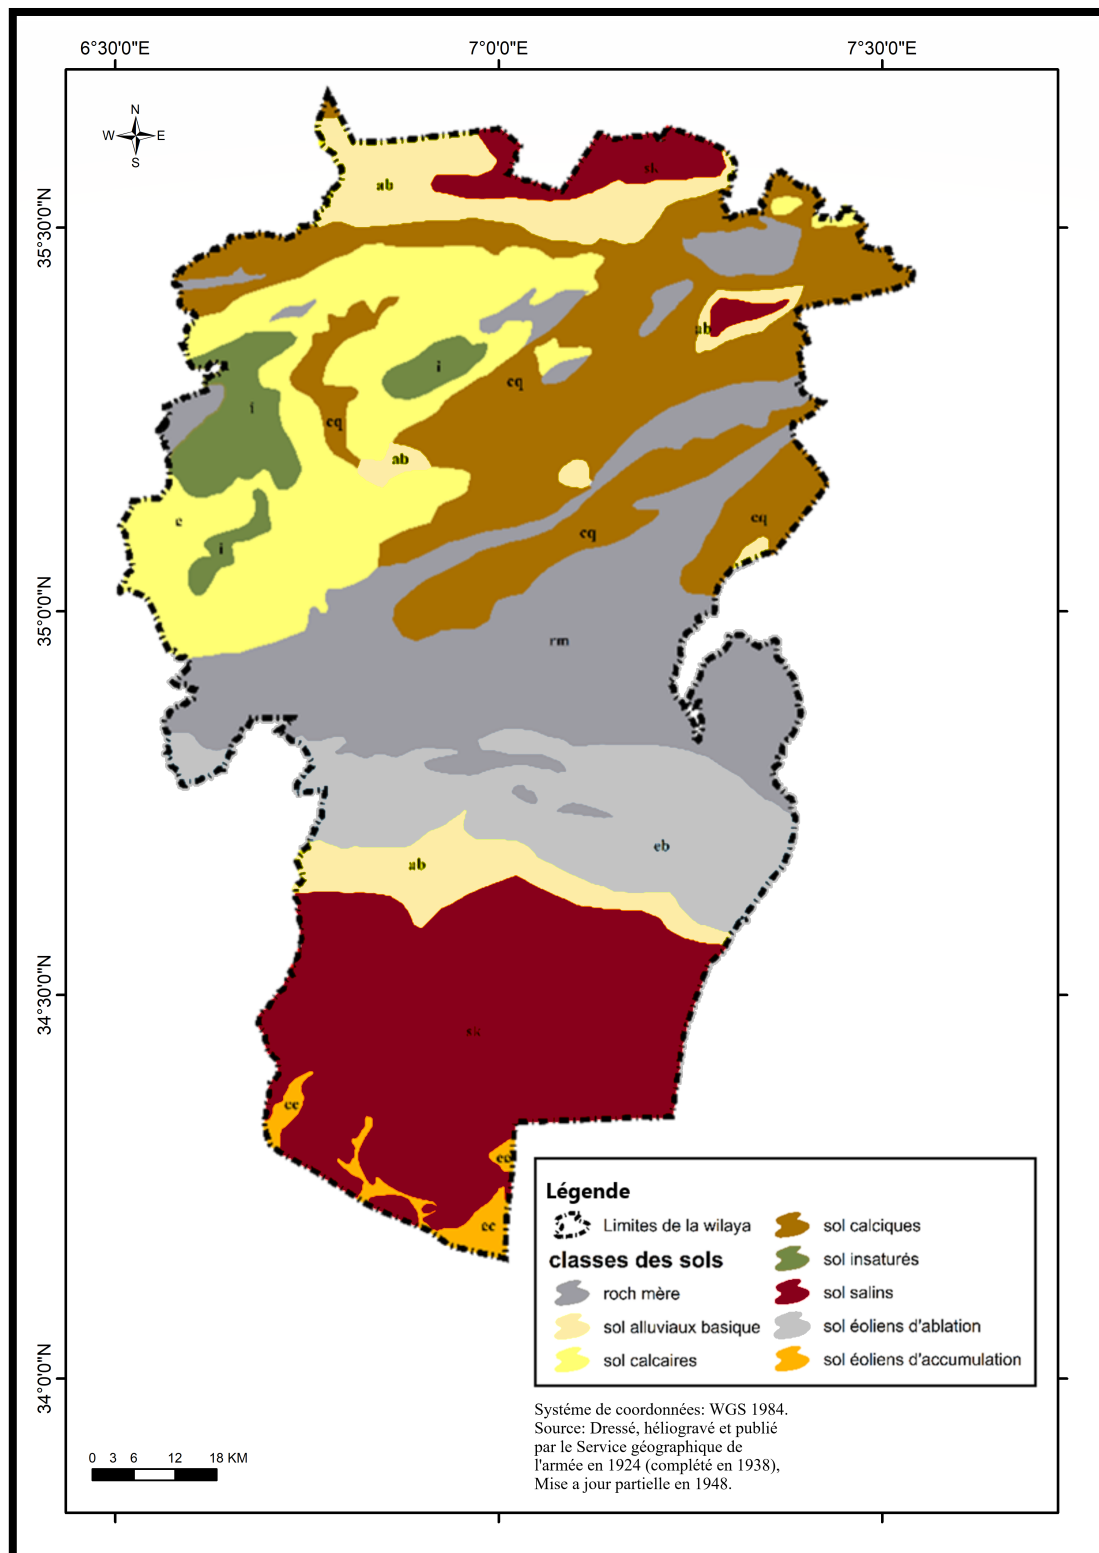 6°30'0"E
7°0'0"E
7°30'0"E
N
W E
S
35°30'0"N
35°0'0"N
34°30'0"N
34°0'0"N
ab
sk
ab
i
cq
i
cq
ab
c
cq
cq
i
rm
eb
ab
sk
ec
ec
ec
Légende
Limites de la wilaya
classes des sols
roch mère
sol alluviaux basique
sol calcaires
sol calciques
sol insaturés
sol salins
sol éoliens d'ablation
sol éoliens d'accumulation
Systéme de coordonnées: WGS 1984.
Source: Dressé, héliogravé et publié
par le Service géographique de
l'armée en 1924 (complété en 1938),
Mise a jour partielle en 1948.
0 3 6 12 18 KM